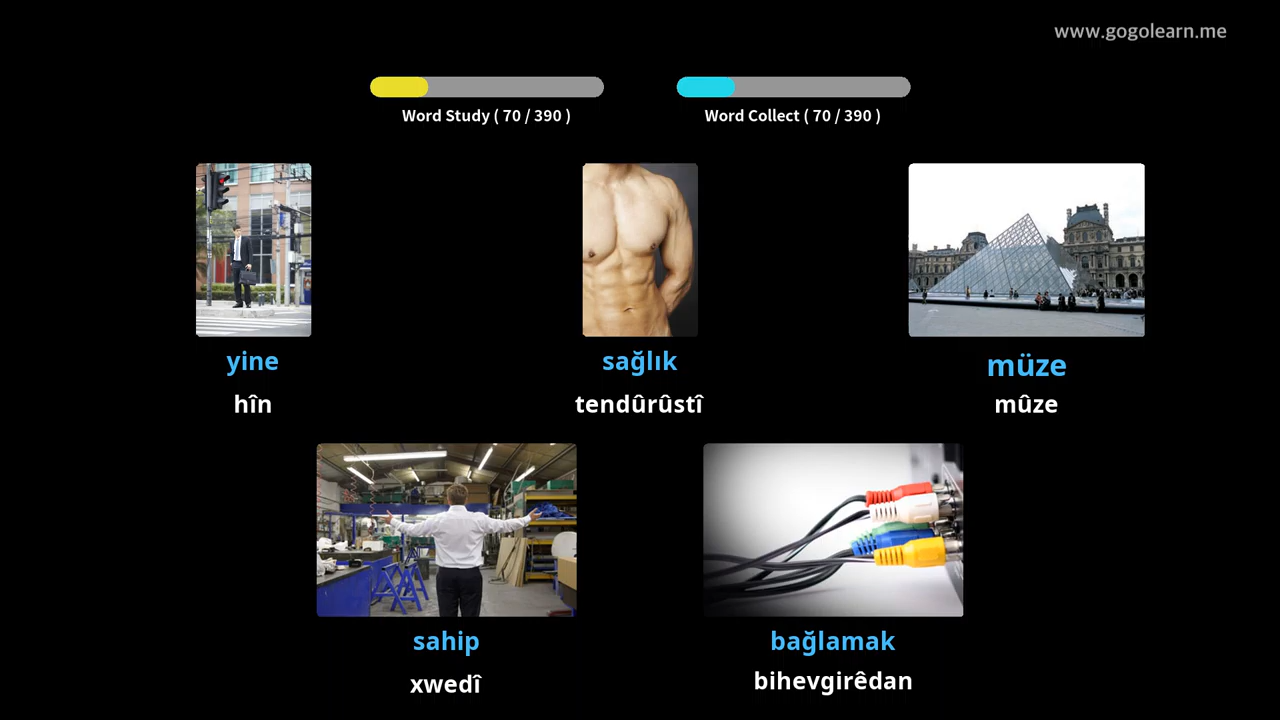 www.gogolearn.me
Word Study ( 70 / 390 )
Word Collect ( 70 / 390 )
yine
sağlık
müze
hîn
tendûrûstî
mûze
sahip
bağlamak
xwedî
bihevgirêdan